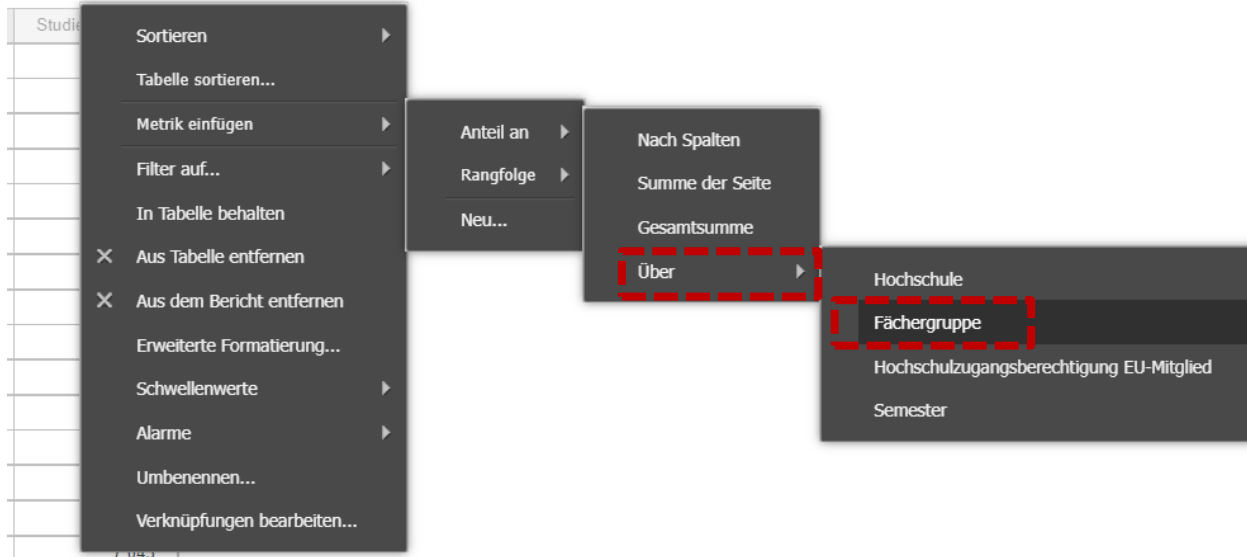 Sortieren
Tabelle sortieren...
Metrik einfügen
Filter auf...
In Tabelle behalten
Aus Tabelle entfernen
Aus dem Bericht entfernen
Erweiterte Formatierung...
Schwellenwerte
Alarme
Umbenennen...
Verknüpfungen bearbeiten...
Anteil an
Rangfolge
Neu...
Nach Spalten
Summe der Seite
Gesamtsumme
Über
Hochschule
Fächergruppe
Hochschulzugangsberechtigung EU-Mitglied
Semester